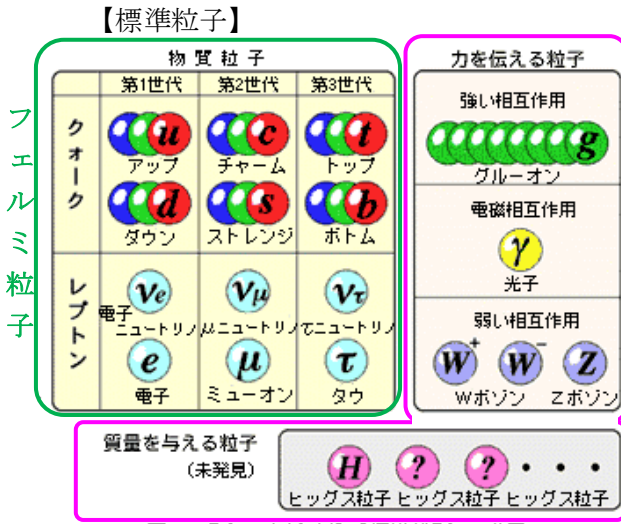 【標準粒子】
フェルミ粒子
物質粒子
第1世代 第2世代 第3世代
クォーク
u c t
アップ チャーム トップ
d s b
ダウン ストレンジ ボトム
レプトン
νe νμ ντ
電子ニュートリノ μニュートリノ τニュートリノ
e μ τ
電子 ミューオン タウ
力を伝える粒子
強い相互作用
g
グルーオン
電磁相互作用
γ
光子
弱い相互作用
W+ W- Z
Wボゾン Zボゾン
質量を与える粒子
(未発見)
H ? ? ・・・
ヒッグス粒子 ヒッグス粒子 ヒッグス粒子